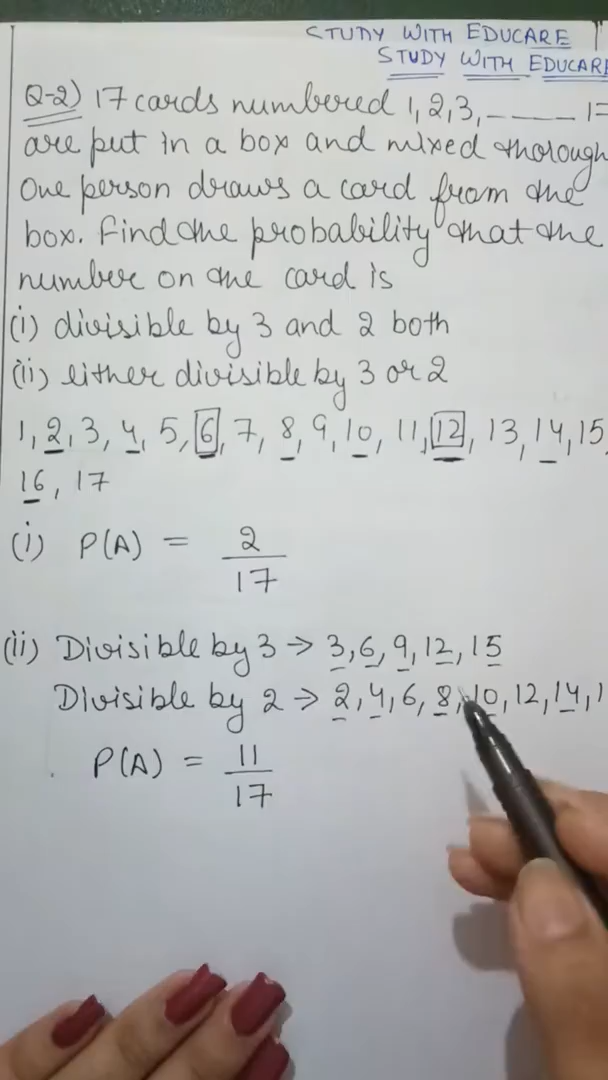 STUDY WITH EDUCARE
STUDY WITH EDUCARE
Q-2) 17 cards numbered 1, 2, 3, _ _ _ _
are put in a box and mixed
One person draws a card from the
box. Find the probability that the
number on the card is
(i) divisible by 3 and 2 both
(ii) either divisible by 3 or 2
1, 2, 3, 4, 5, 6, 7, 8, 9, 10, 11, 12, 13, 14, 15,
16, 17
(i) P(A) = 2/17
(ii) Divisible by 3 → 3, 6, 9, 12, 15
Divisible by 2 → 2, 4, 6, 8, 10, 12, 14,
P(A) = 11/17